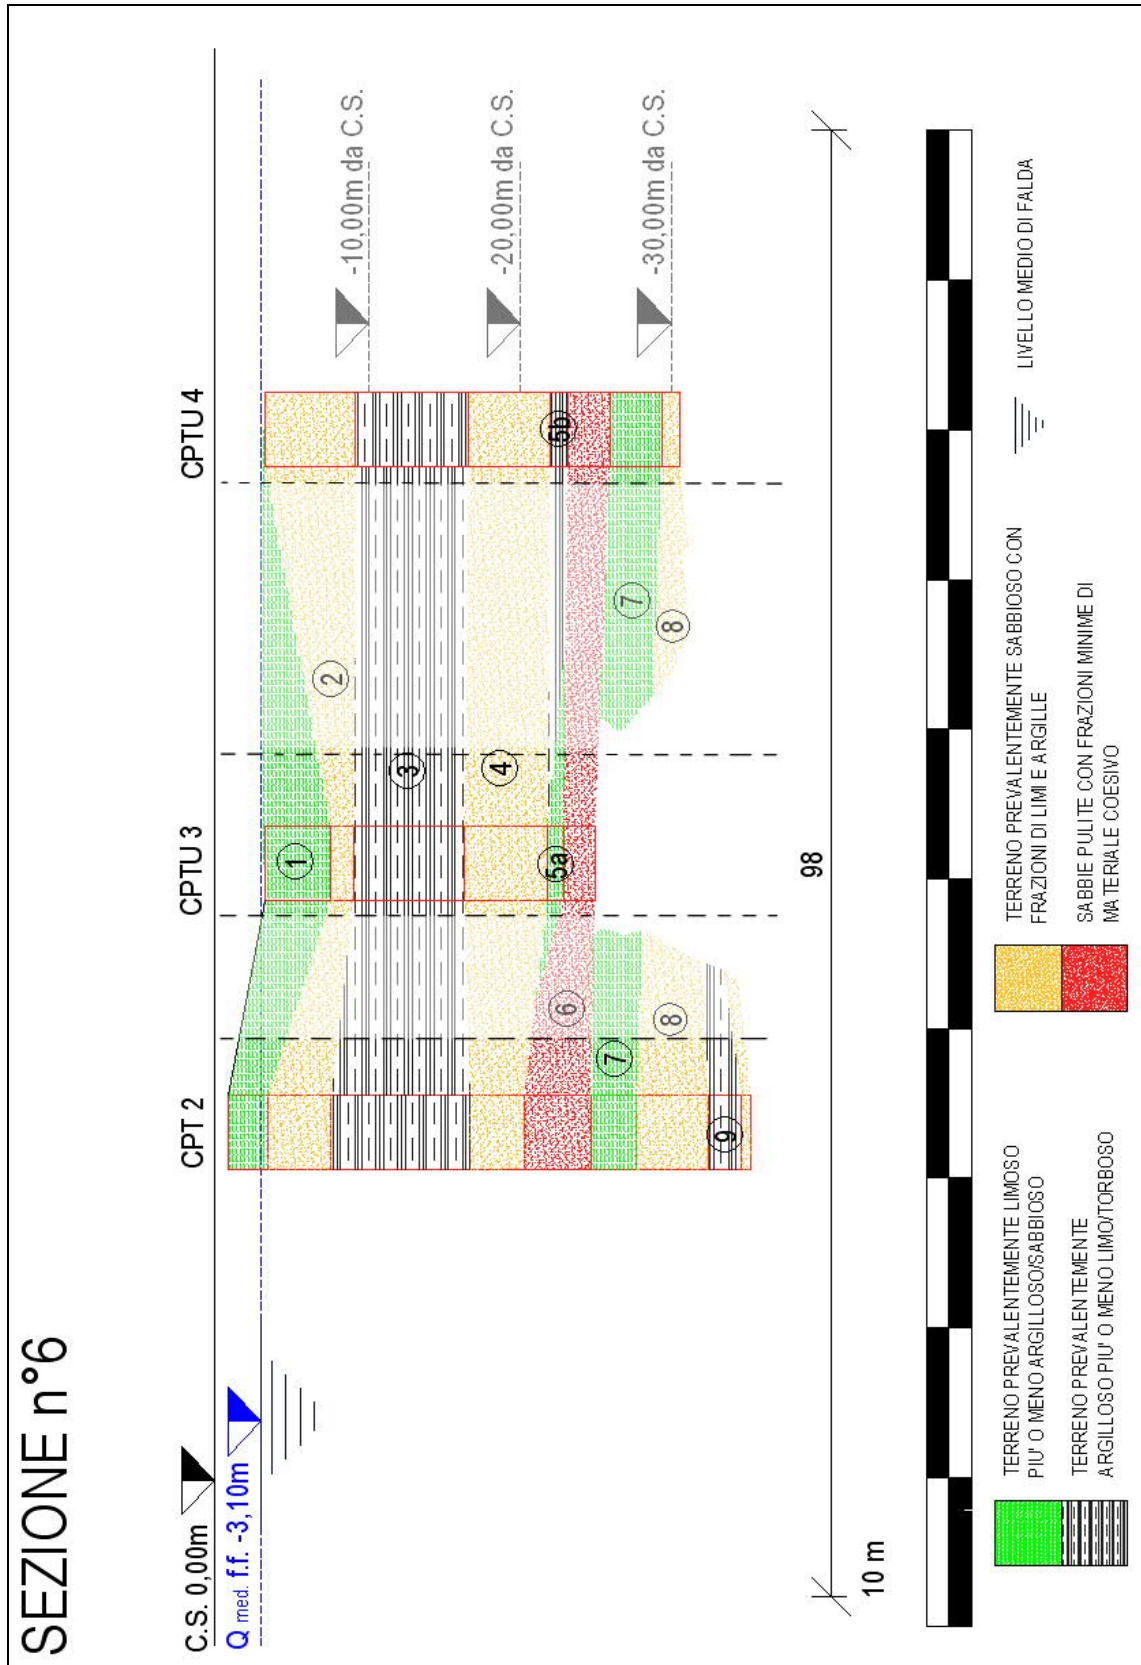 SEZIONE n°6
C.S. 0,00m
Q med. f.f. -3,10m
CPT 2
CPTU 3
CPTU 4
-10,00m da C.S.
-20,00m da C.S.
-30,00m da C.S.
1
2
3
4
5a
5b
6
7
7
8
8
9
98
10 m
TERRENO PREVALENTEMENTE LIMOSO
PIU' O MENO ARGILLOSO/SABBIOSO
TERRENO PREVALENTEMENTE
ARGILLOSO PIU' O MENO LIMO/TORBOSO
TERRENO PREVALENTEMENTE SABBIOSO CON
FRAZIONI DI LIMI E ARGILLE
SABBIE PULITE CON FRAZIONI MINIME DI
MATERIALE COESIVO
LIVELLO MEDIO DI FALDA